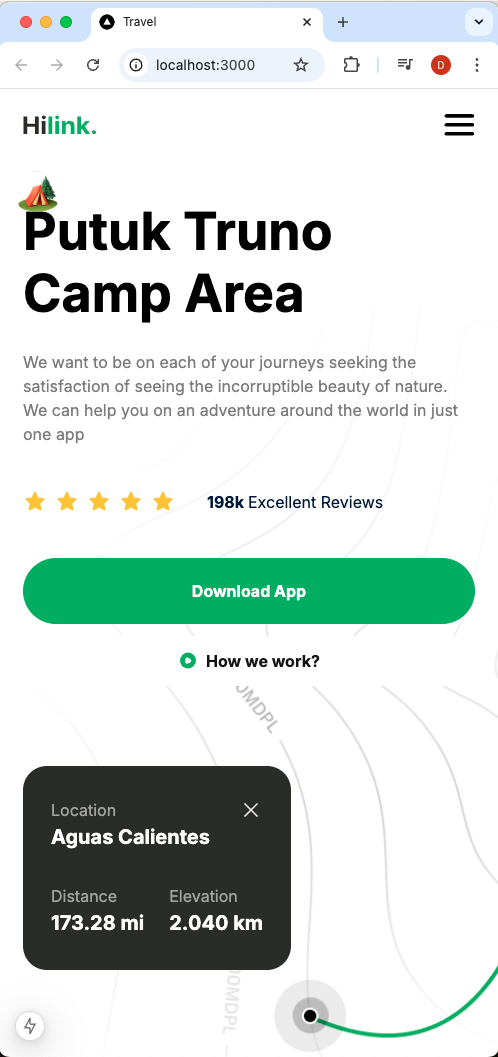 Travel
localhost:3000
D
Hilink.
Putuk Truno
Camp Area
We want to be on each of your journeys seeking the
satisfaction of seeing the incorruptible beauty of nature.
We can help you on an adventure around the world in just
one app
198k Excellent Reviews
Download App
How we work?
0MDPL
Location
Aguas Calientes
Distance Elevation
173.28 mi 2.040 km
00MDPL